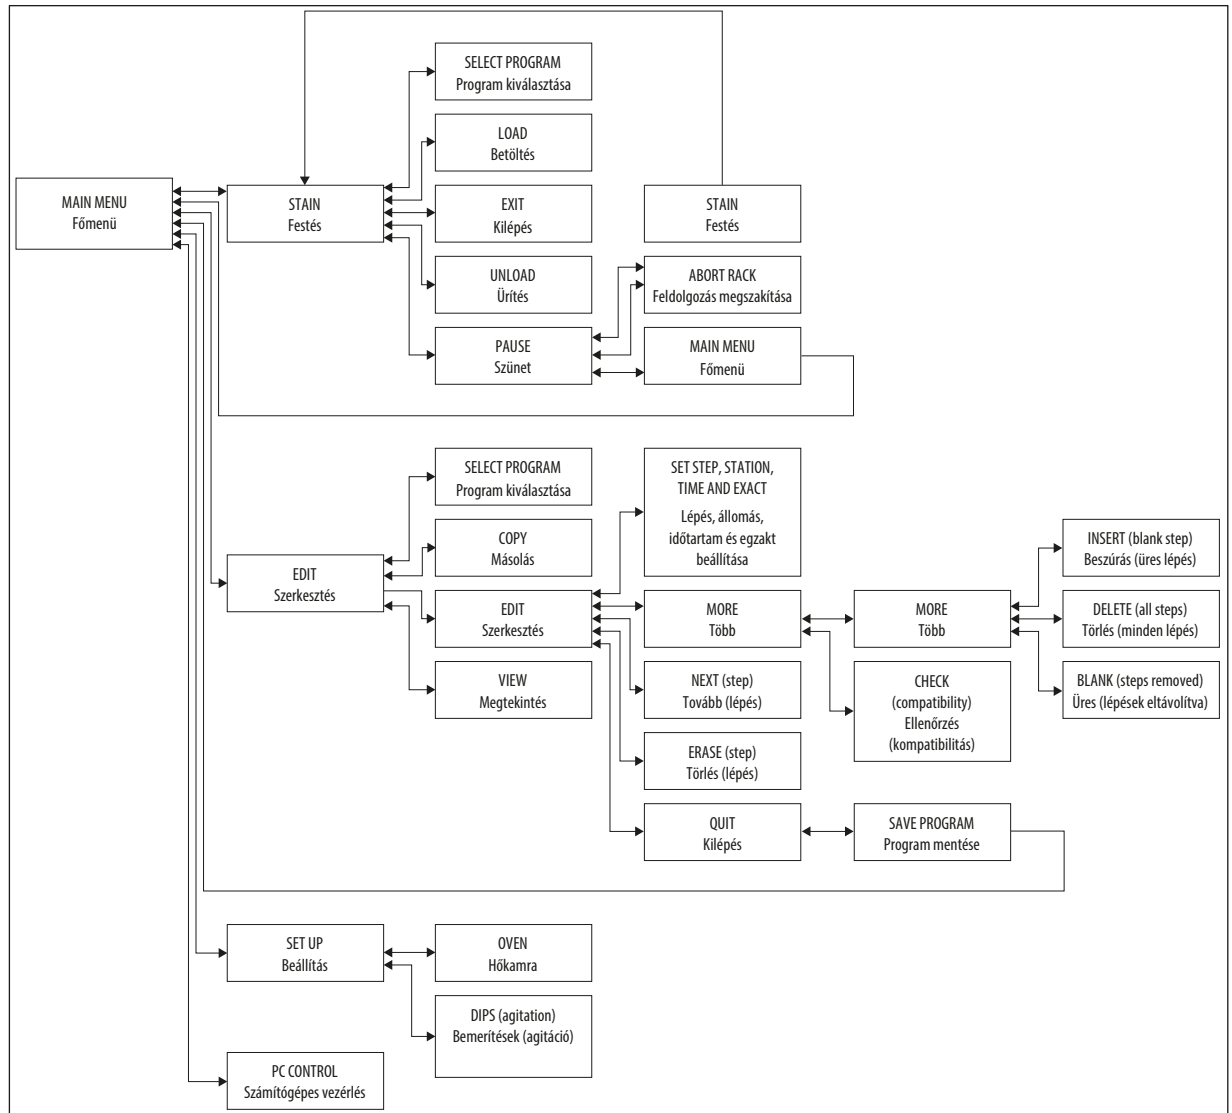 SELECT PROGRAM
Program kiválasztása
LOAD
Betöltés
MAIN MENU
Főmenü
STAIN
Festés
EXIT
Kilépés
STAIN
Festés
UNLOAD
Ürítés
ABORT RACK
Feldolgozás megszakítása
PAUSE
Szünet
MAIN MENU
Főmenü
SELECT PROGRAM
Program kiválasztása
SET STEP, STATION,
TIME AND EXACT
Lépés, állomás,
időtartam és egzakt
beállítása
COPY
Másolás
INSERT (blank step)
Beszúrás (üres lépés)
EDIT
Szerkesztés
EDIT
Szerkesztés
MORE
Több
MORE
Több
DELETE (all steps)
Törlés (minden lépés)
VIEW
Megtekintés
NEXT (step)
Tovább (lépés)
CHECK
(compatibility)
Ellenőrzés
(kompatibilitás)
BLANK (steps removed)
Üres (lépések eltávolítva)
ERASE (step)
Törlés (lépés)
QUIT
Kilépés
SAVE PROGRAM
Program mentése
SET UP
Beállítás
OVEN
Hőkamra
DIPS (agitation)
Bemerítések (agitáció)
PC CONTROL
Számítógépes vezérlés